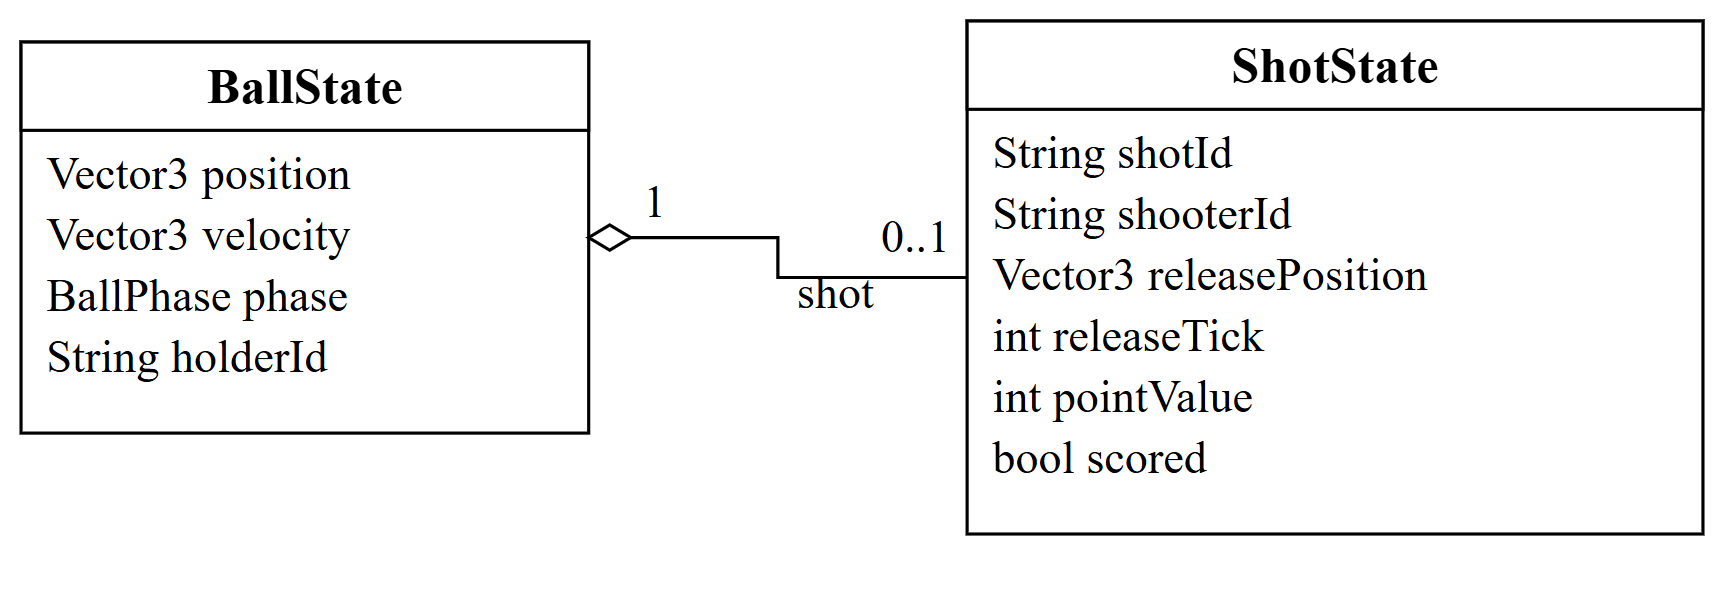 BallState
Vector3 position
Vector3 velocity
BallPhase phase
String holderId
1
0..1
shot
ShotState
String shotId
String shooterId
Vector3 releasePosition
int releaseTick
int pointValue
bool scored